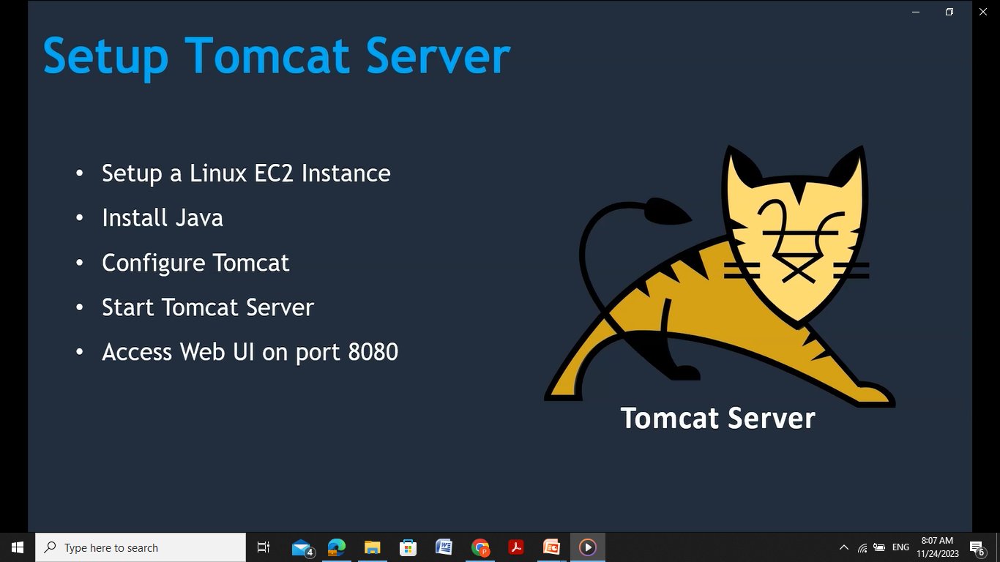 Setup Tomcat Server
• Setup a Linux EC2 Instance
• Install Java
• Configure Tomcat
• Start Tomcat Server
• Access Web UI on port 8080
Tomcat Server
Type here to search
4
ENG
8:07 AM
11/24/2023
6